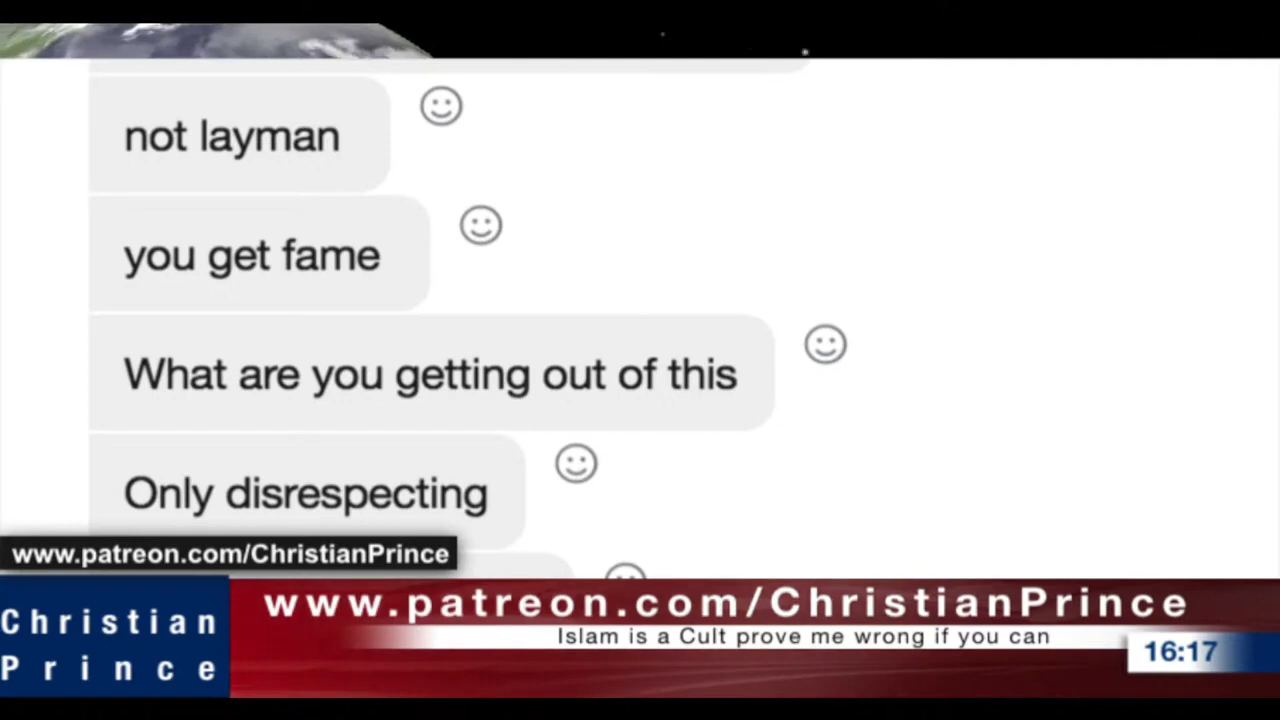 not layman
you get fame
What are you getting out of this
Only disrespecting
www.patreon.com/ChristianPrince
www.patreon.com/ChristianPrince
Islam is a Cult prove me wrong if you can
Christian
Prince
16:17